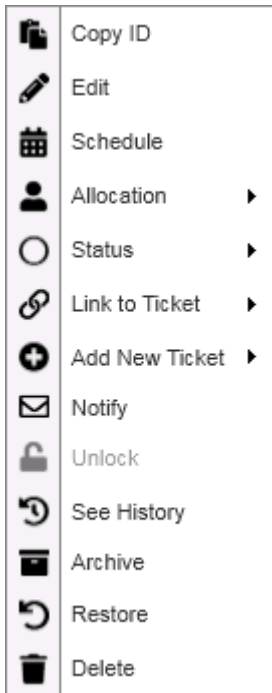 Copy ID
Edit
Schedule
Allocation
Status
Link to Ticket
Add New Ticket
Notify
Unlock
See History
Archive
Restore
Delete